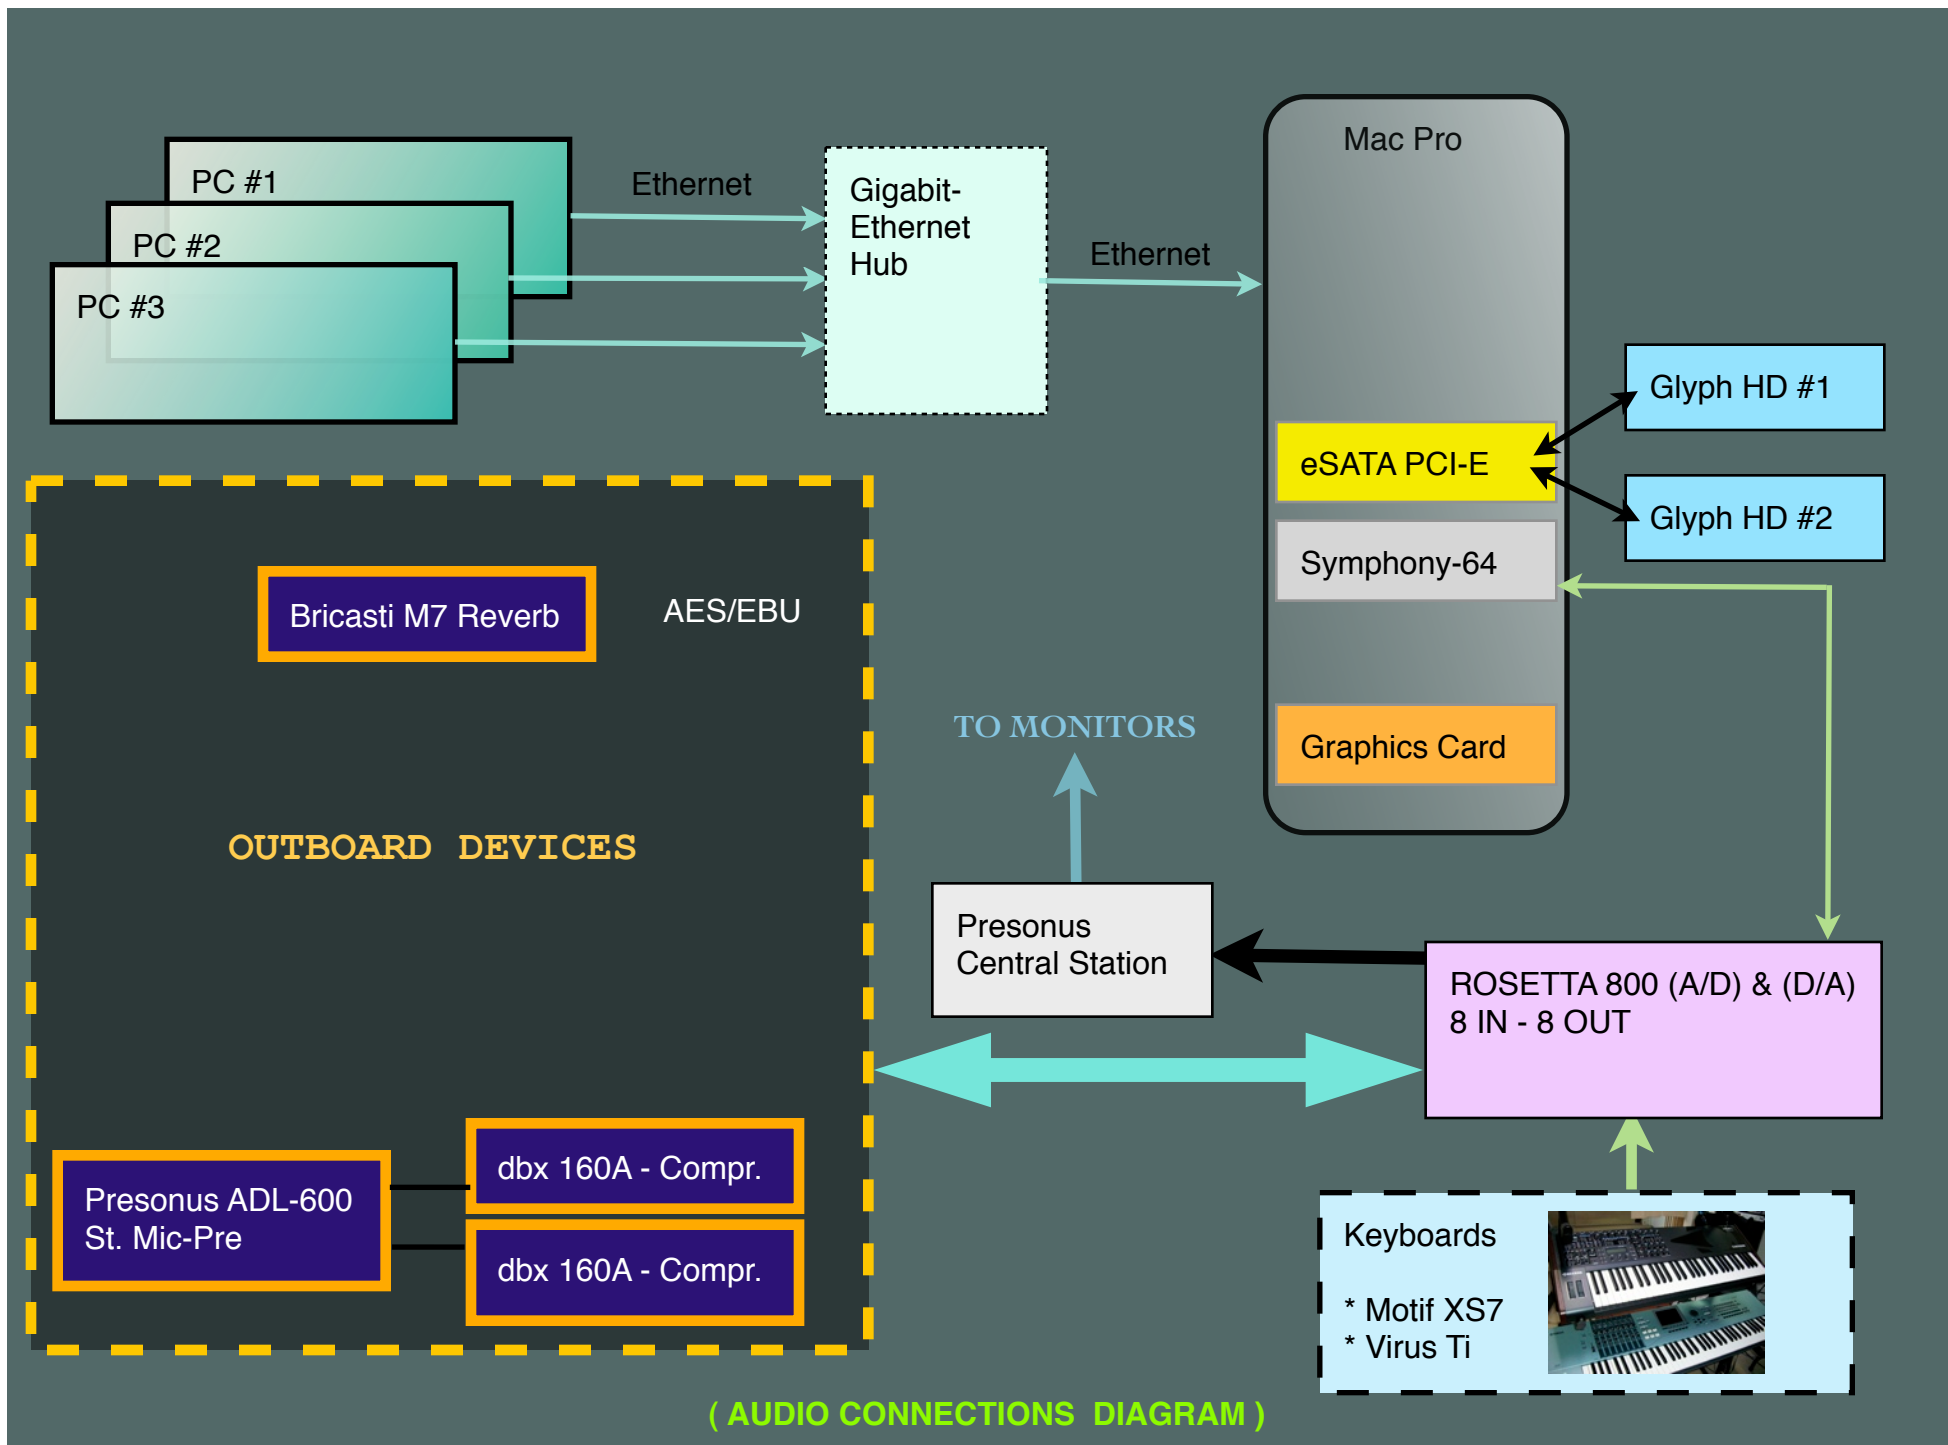 Mac Pro
PC #1
PC #2
PC #3
Ethernet
Gigabit-
Ethernet
Hub
Ethernet
Glyph HD #1
eSATA PCI-E
Glyph HD #2
Symphony-64
Bricasti M7 Reverb
AES/EBU
TO MONITORS
Graphics Card
OUTBOARD DEVICES
Presonus
Central Station
ROSETTA 800 (A/D) & (D/A)
8 IN - 8 OUT
dbx 160A - Compr.
Presonus ADL-600
St. Mic-Pre
dbx 160A - Compr.
Keyboards
* Motif XS7
* Virus Ti
( AUDIO CONNECTIONS DIAGRAM )